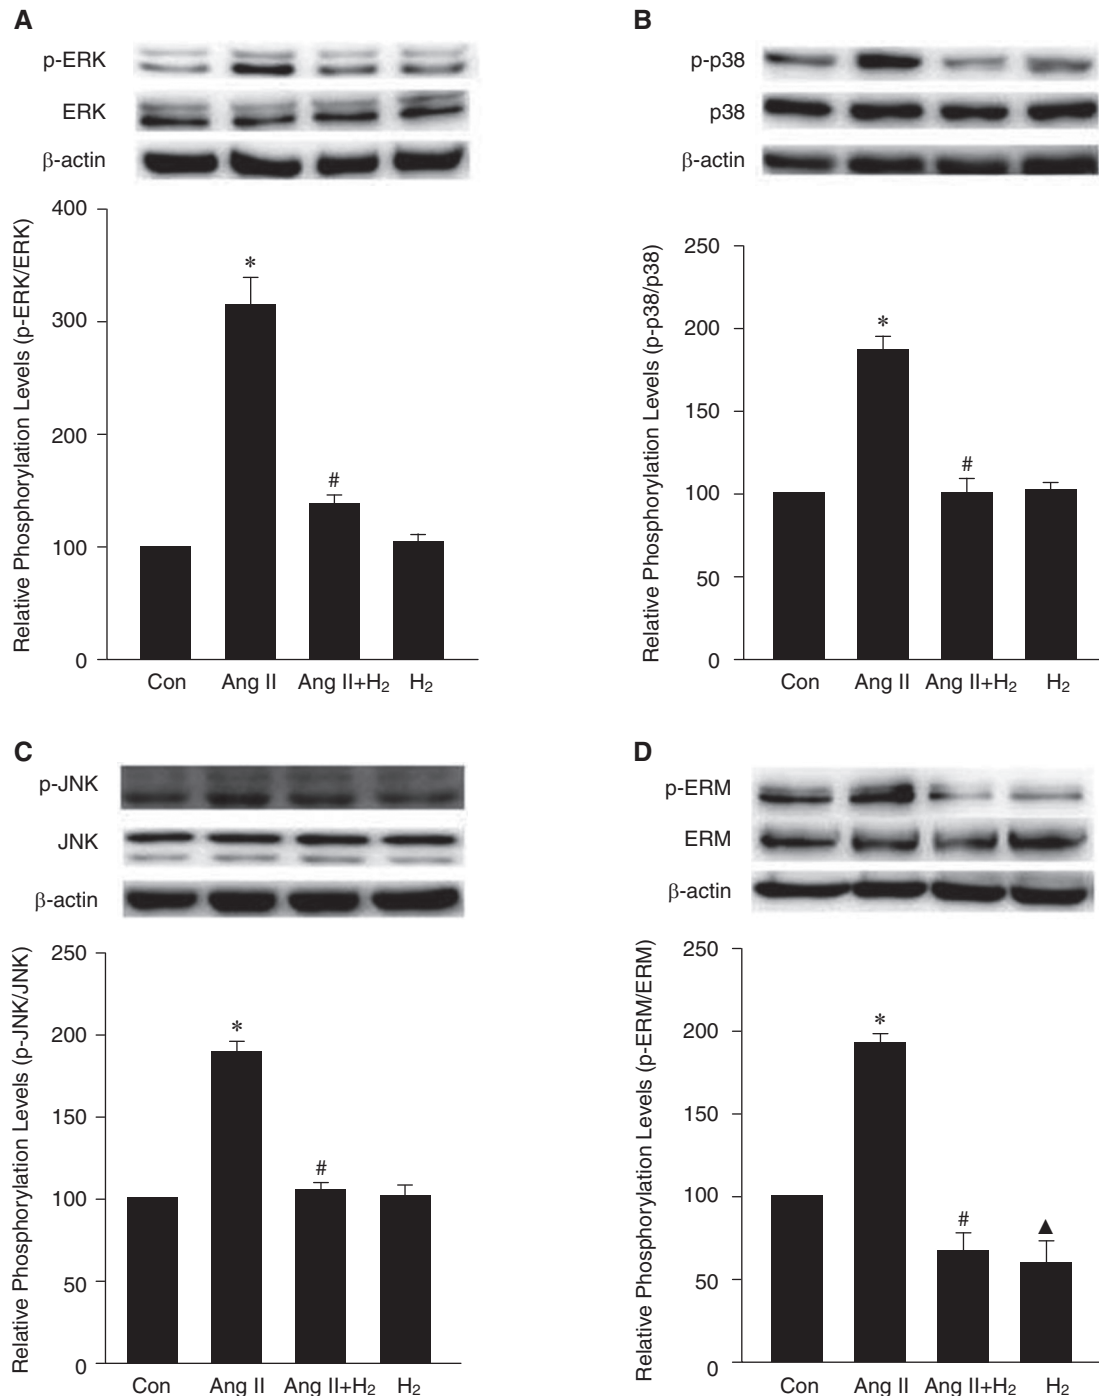 A
p-ERK
ERK
β-actin
Relative Phosphorylation Levels (p-ERK/ERK)
400
300
200
100
0
*
#
Con Ang II Ang II+H₂ H₂
B
p-p38
p38
β-actin
Relative Phosphorylation Levels (p-p38/p38)
250
200
150
100
50
0
*
#
Con Ang II Ang II+H₂ H₂
C
p-JNK
JNK
β-actin
Relative Phosphorylation Levels (p-JNK/JNK)
250
200
150
100
50
0
*
#
Con Ang II Ang II+H₂ H₂
D
p-ERM
ERM
β-actin
Relative Phosphorylation Levels (p-ERM/ERM)
250
200
150
100
50
0
*
#
▲
Con Ang II Ang II+H₂ H₂